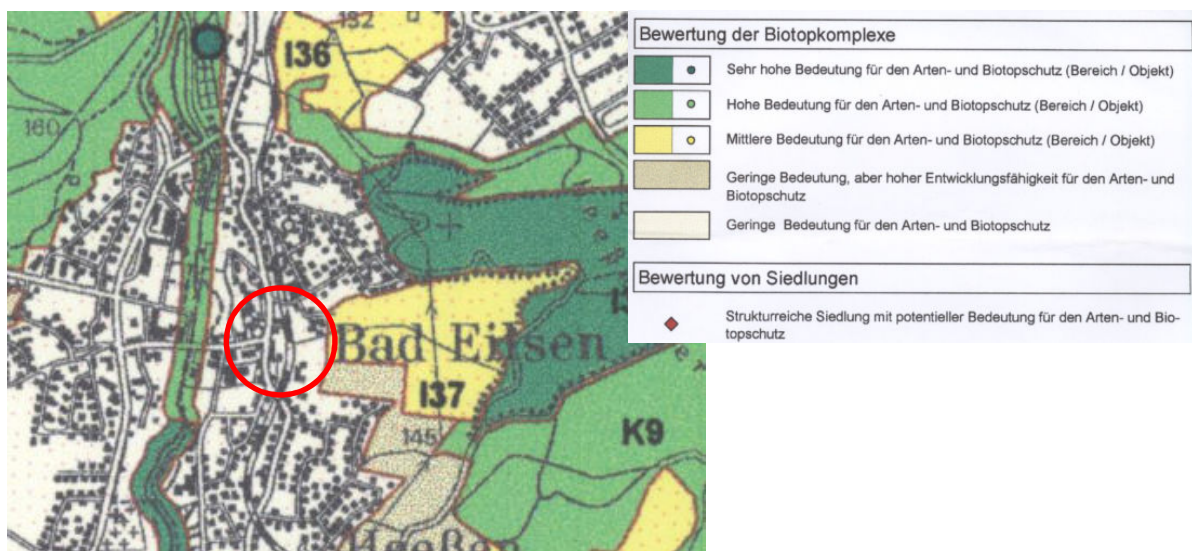 132
I36
160
Bad Eilsen
I37
145
K9
Bewertung der Biotopkomplexe
Sehr hohe Bedeutung für den Arten- und Biotopschutz (Bereich / Objekt)
Hohe Bedeutung für den Arten- und Biotopschutz (Bereich / Objekt)
Mittlere Bedeutung für den Arten- und Biotopschutz (Bereich / Objekt)
Geringe Bedeutung, aber hoher Entwicklungsfähigkeit für den Arten- und
Biotopschutz
Geringe Bedeutung für den Arten- und Biotopschutz
Bewertung von Siedlungen
Strukturreiche Siedlung mit potentieller Bedeutung für den Arten- und Bio-
topschutz